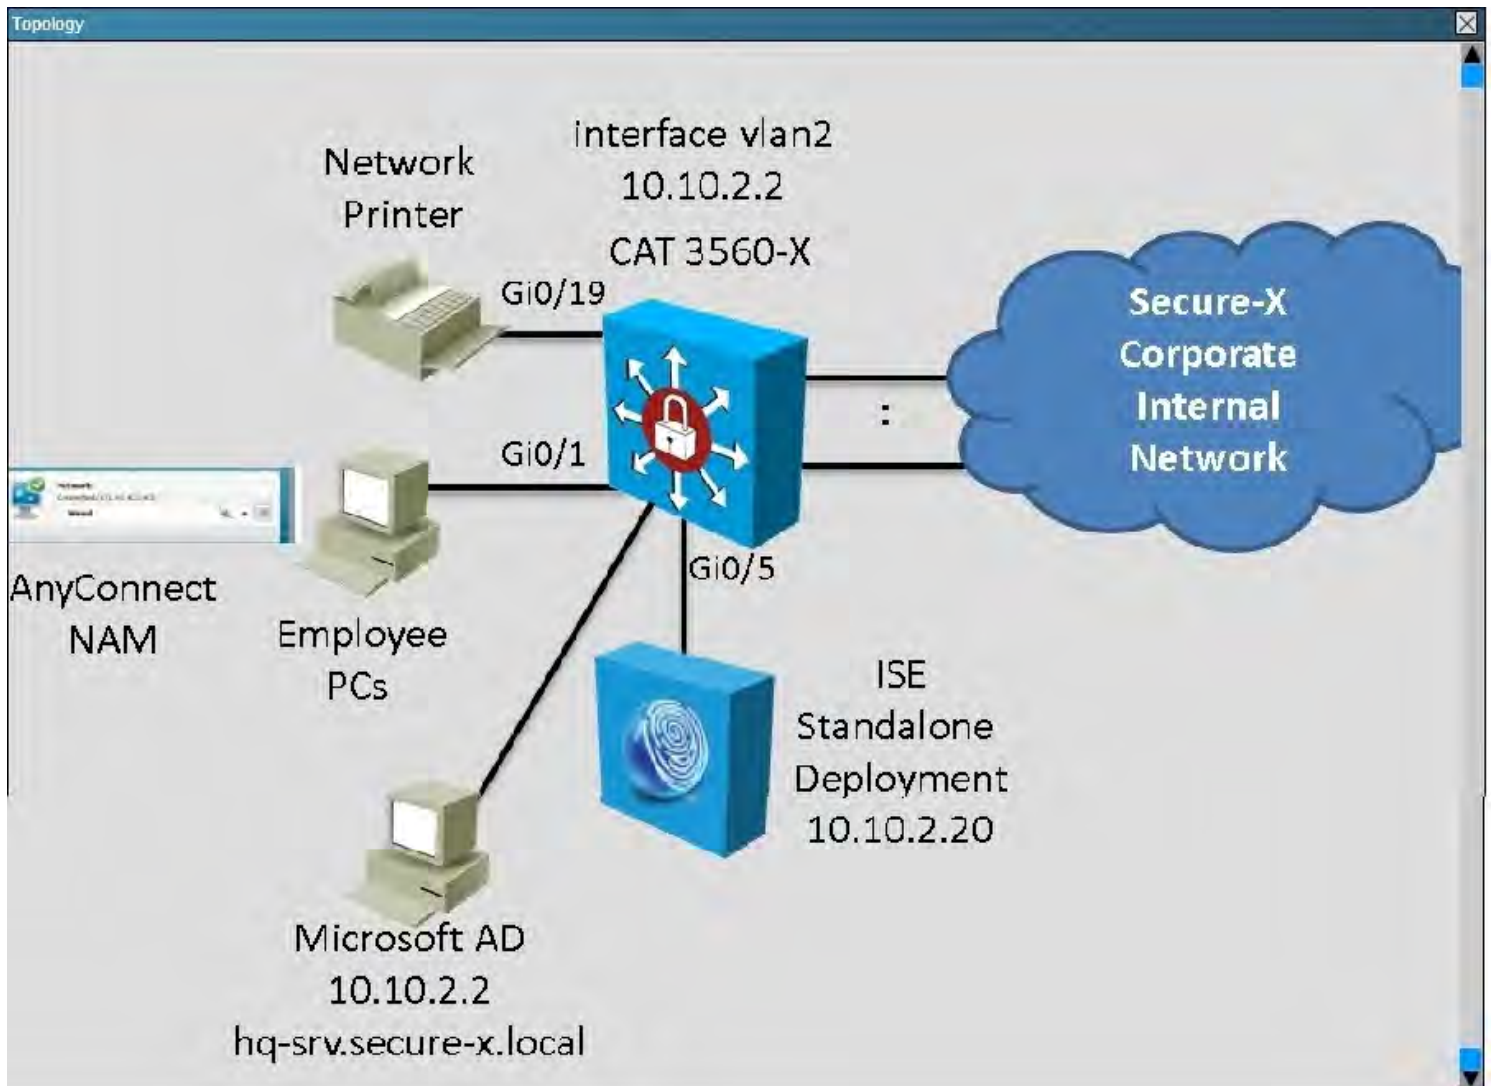 Topology
interface vlan2
10.10.2.2
CAT 3560-X
Network
Printer
Gi0/19
Secure-X
Corporate
Internal
Network
:
Gi0/1
AnyConnect
NAM
Employee
PCs
Gi0/5
ISE
Standalone
Deployment
10.10.2.20
Microsoft AD
10.10.2.2
hq-srv.secure-x.local